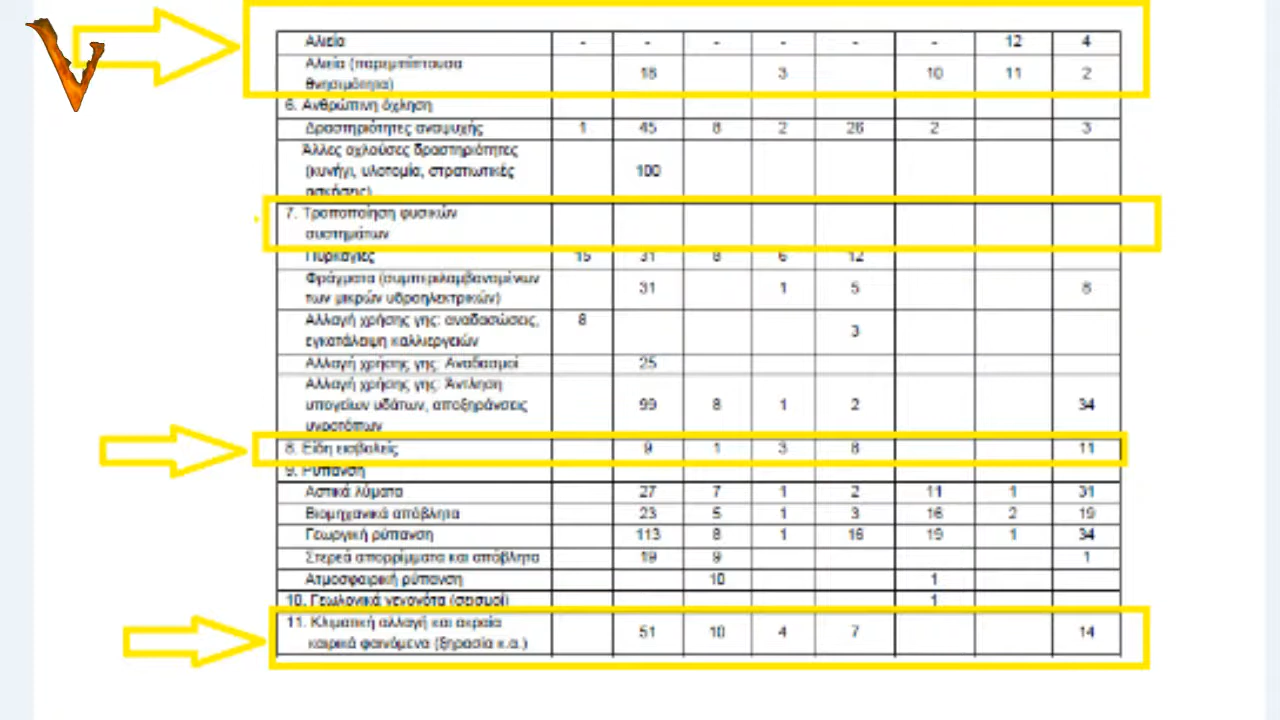 V
Αλιεία - - - - - - 12 4
Αλιεία (παρεμπίπτουσα
θνησιμότητα) 18 3 10 11 2
6. Ανθρώπινη όχληση
Δραστηριότητες αναψυχής 1 45 8 2 26 2 3
Άλλες οχλούσες δραστηριότητες
(κυνήγι, υλοτομία, στρατιωτικές 100
ασκήσεις)
7. Τροποποίηση φυσικών
συστημάτων
Πυρκαγιές 15 31 8 6 12
Φράγματα (συμπεριλαμβανομένων
των μικρών υδροηλεκτρικών) 31 1 5 8
Αλλαγή χρήσης γης: αναδασώσεις, 8
εγκατάλειψη καλλιεργειών 3
Αλλαγή χρήσης γης: Αναδασμοί 25
Αλλαγή χρήσης γης: Άντληση
υπογείων υδάτων, αποξηράνσεις 99 8 1 2 34
υγροτόπων
8. Είδη εισβολείς 9 1 3 8 11
9. Ρύπανση
Αστικά λύματα 27 7 1 2 11 1 31
Βιομηχανικά απόβλητα 23 5 1 3 16 2 19
Γεωργική ρύπανση 113 8 1 16 19 1 34
Στερεά απορρίμματα και απόβλητα 19 9 1
Ατμοσφαιρική ρύπανση 10 1
10. Γεωλογικά γεγονότα (σεισμοί) 1
11. Κλιματική αλλαγή και ακραία
καιρικά φαινόμενα (ξηρασία κ.α.) 51 10 4 7 14